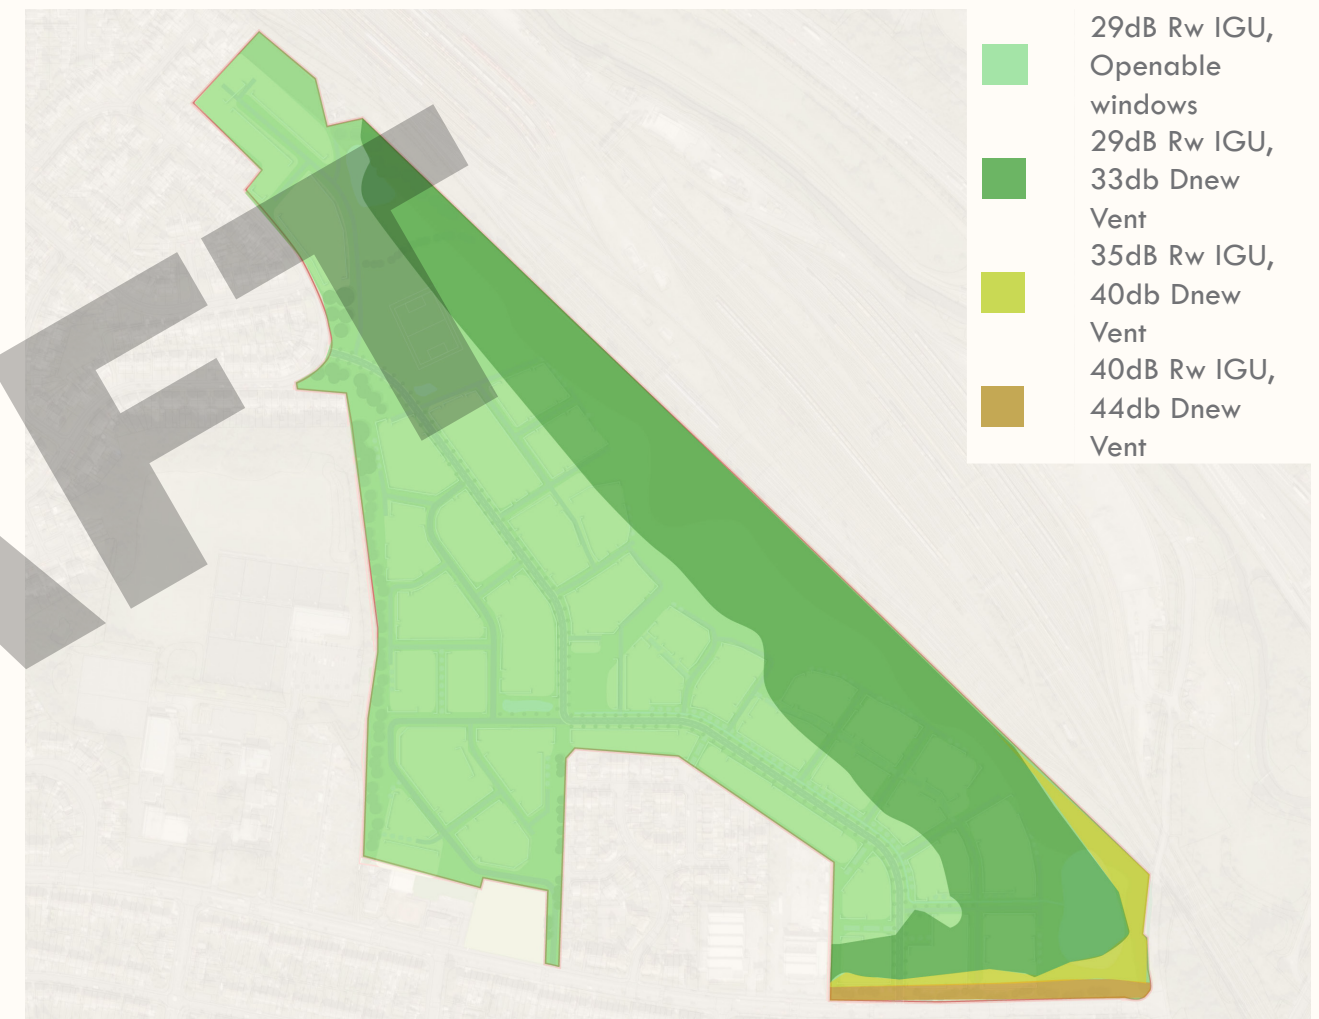 29dB Rw IGU,
Openable
windows
29dB Rw IGU,
33db Dnew
Vent
35dB Rw IGU,
40db Dnew
Vent
40dB Rw IGU,
44db Dnew
Vent
FT